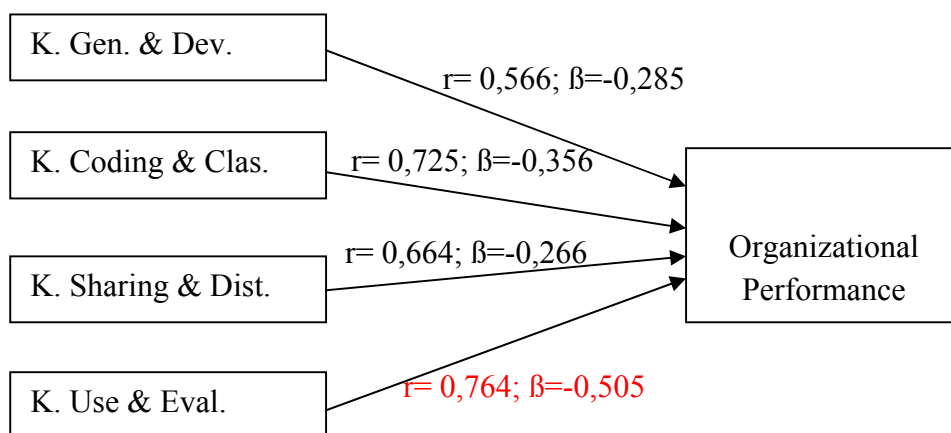 K. Gen. & Dev.
r= 0,566; ß=-0,285
K. Coding & Clas.
r= 0,725; ß=-0,356
K. Sharing & Dist.
r= 0,664; ß=-0,266
Organizational
Performance
K. Use & Eval.
r= 0,764; ß=-0,505